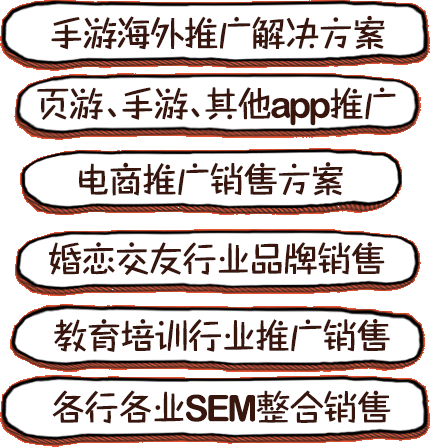 手游海外推广解决方案
页游、手游、其他app推广
电商推广销售方案
婚恋交友行业品牌销售
教育培训行业推广销售
各行各业SEM整合销售